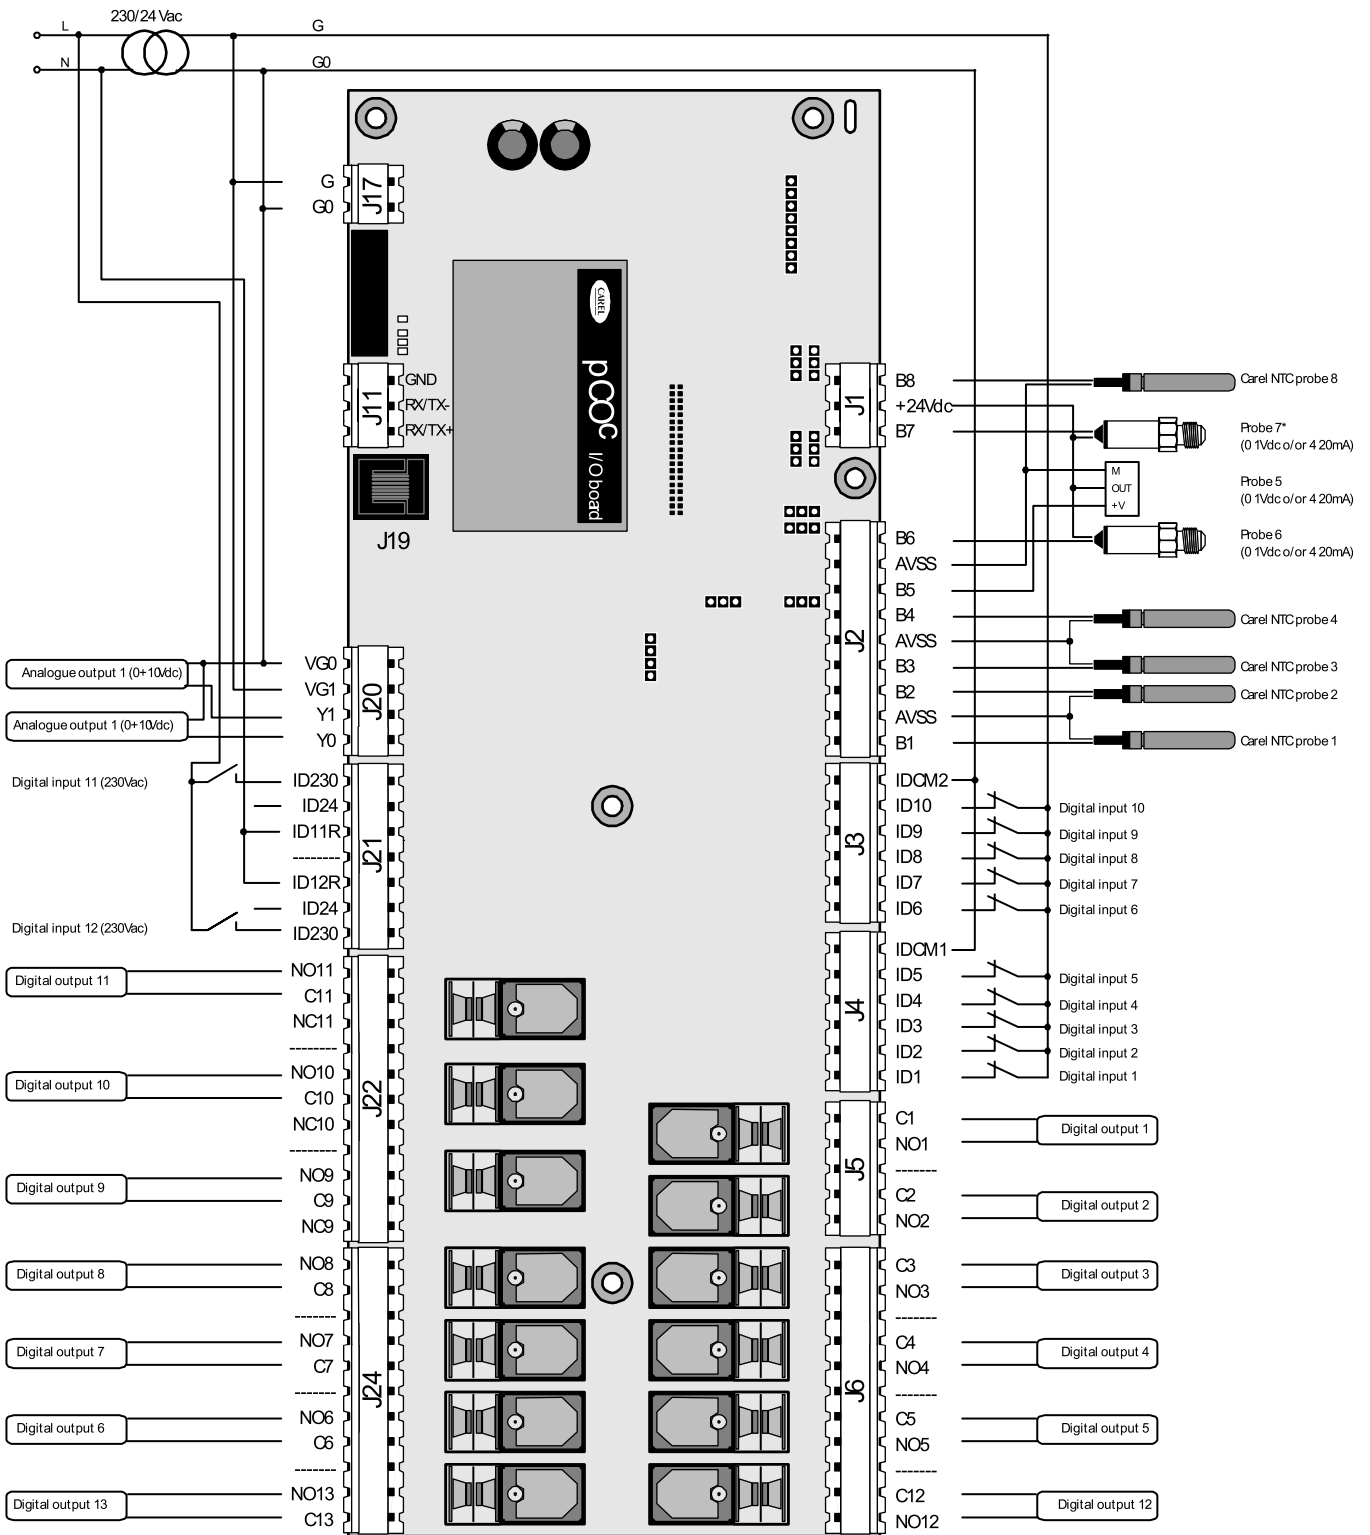 230/24 Vac
L
G
N
G0
G
G0
J17
CAREL
pCOc
I/O board
GND
RX/TX-
RX/TX+
J11
J19
J1
B8
+24Vdc
B7
Carel NTC probe 8
Probe 7*
(0 1Vdc o/or 4 20mA)
M
OUT
+V
Probe 5
(0 1Vdc o/or 4 20mA)
Probe 6
(0 1Vdc o/or 4 20mA)
J2
B6
AVSS
B5
B4
AVSS
B3
B2
AVSS
B1
Carel NTC probe 4
Carel NTC probe 3
Carel NTC probe 2
Carel NTC probe 1
Analogue output 1 (0+10Vdc)
Analogue output 1 (0+10Vdc)
VG0
VG1
Y1
Y0
J20
Digital input 11 (230Vac)
Digital input 12 (230Vac)
ID230
ID24
ID11R
--------
ID12R
ID24
ID230
J21
J3
IDCM2
ID10
ID9
ID8
ID7
ID6
Digital input 10
Digital input 9
Digital input 8
Digital input 7
Digital input 6
J4
IDCM1
ID5
ID4
ID3
ID2
ID1
Digital input 5
Digital input 4
Digital input 3
Digital input 2
Digital input 1
Digital output 11
Digital output 10
Digital output 9
NO11
C11
NC11
--------
NO10
C10
NC10
--------
NO9
C9
NC9
J22
J5
C1
NO1
-------
C2
NO2
Digital output 1
Digital output 2
Digital output 8
Digital output 7
Digital output 6
Digital output 13
NO8
C8
-------
NO7
C7
-------
NO6
C6
-------
NO13
C13
J24
J6
C3
NO3
-------
C4
NO4
-------
C5
NO5
-------
C12
NO12
Digital output 3
Digital output 4
Digital output 5
Digital output 12